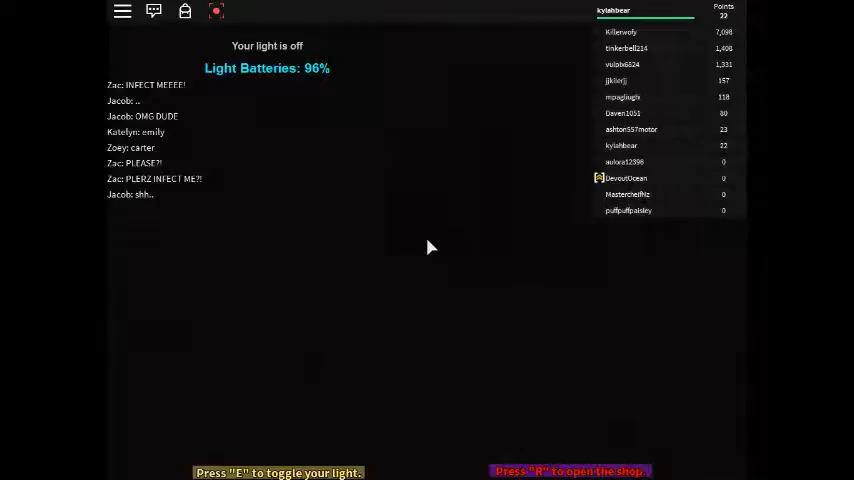 kylahbear
Points
22
Your light is off
Light Batteries: 96%
Killerwofy 7,098
tinkerbell214 1,408
vulpix6824 1,331
jjkilerjj 157
mpagliughi 118
Daven1051 80
ashton557motor 23
kylahbear 22
aulora12396 0
DevoutOcean 0
MastercheifNz 0
puffpuffpaisley 0
Zac: INFECT MEEEE!
Jacob: ..
Jacob: OMG DUDE
Katelyn: emily
Zoey: carter
Zac: PLEASE?!
Zac: PLERZ INFECT ME?!
Jacob: shh..
Press "E" to toggle your light.
Press "R" to open the shop.